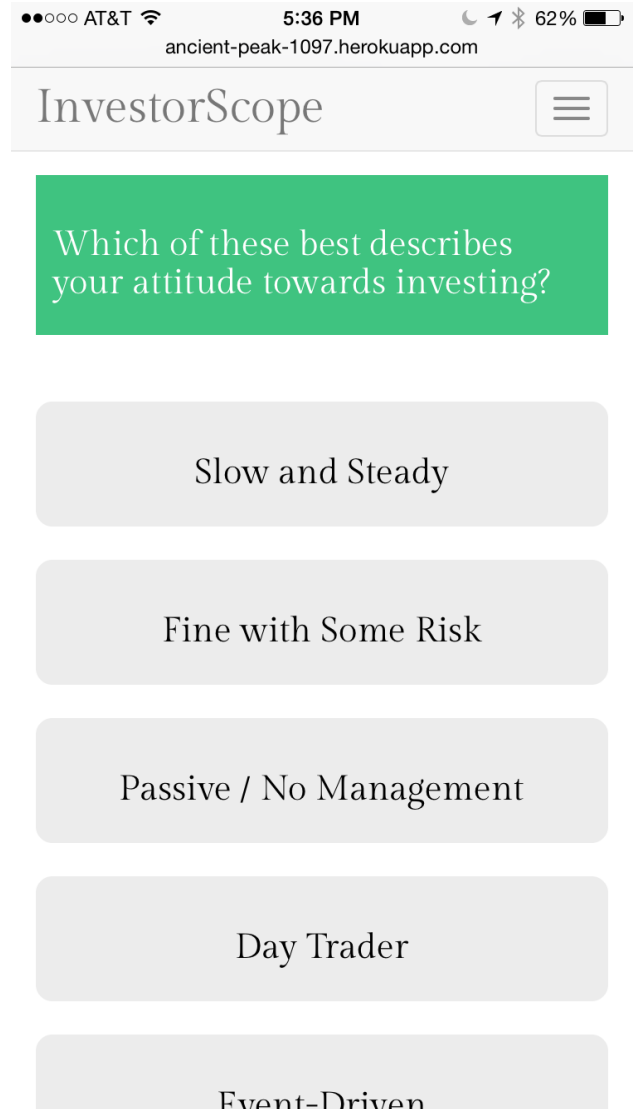 AT&T 5:36 PM 62%
ancient-peak-1097.herokuapp.com
InvestorScope
Which of these best describes
your attitude towards investing?
Slow and Steady
Fine with Some Risk
Passive / No Management
Day Trader
Event-Driven